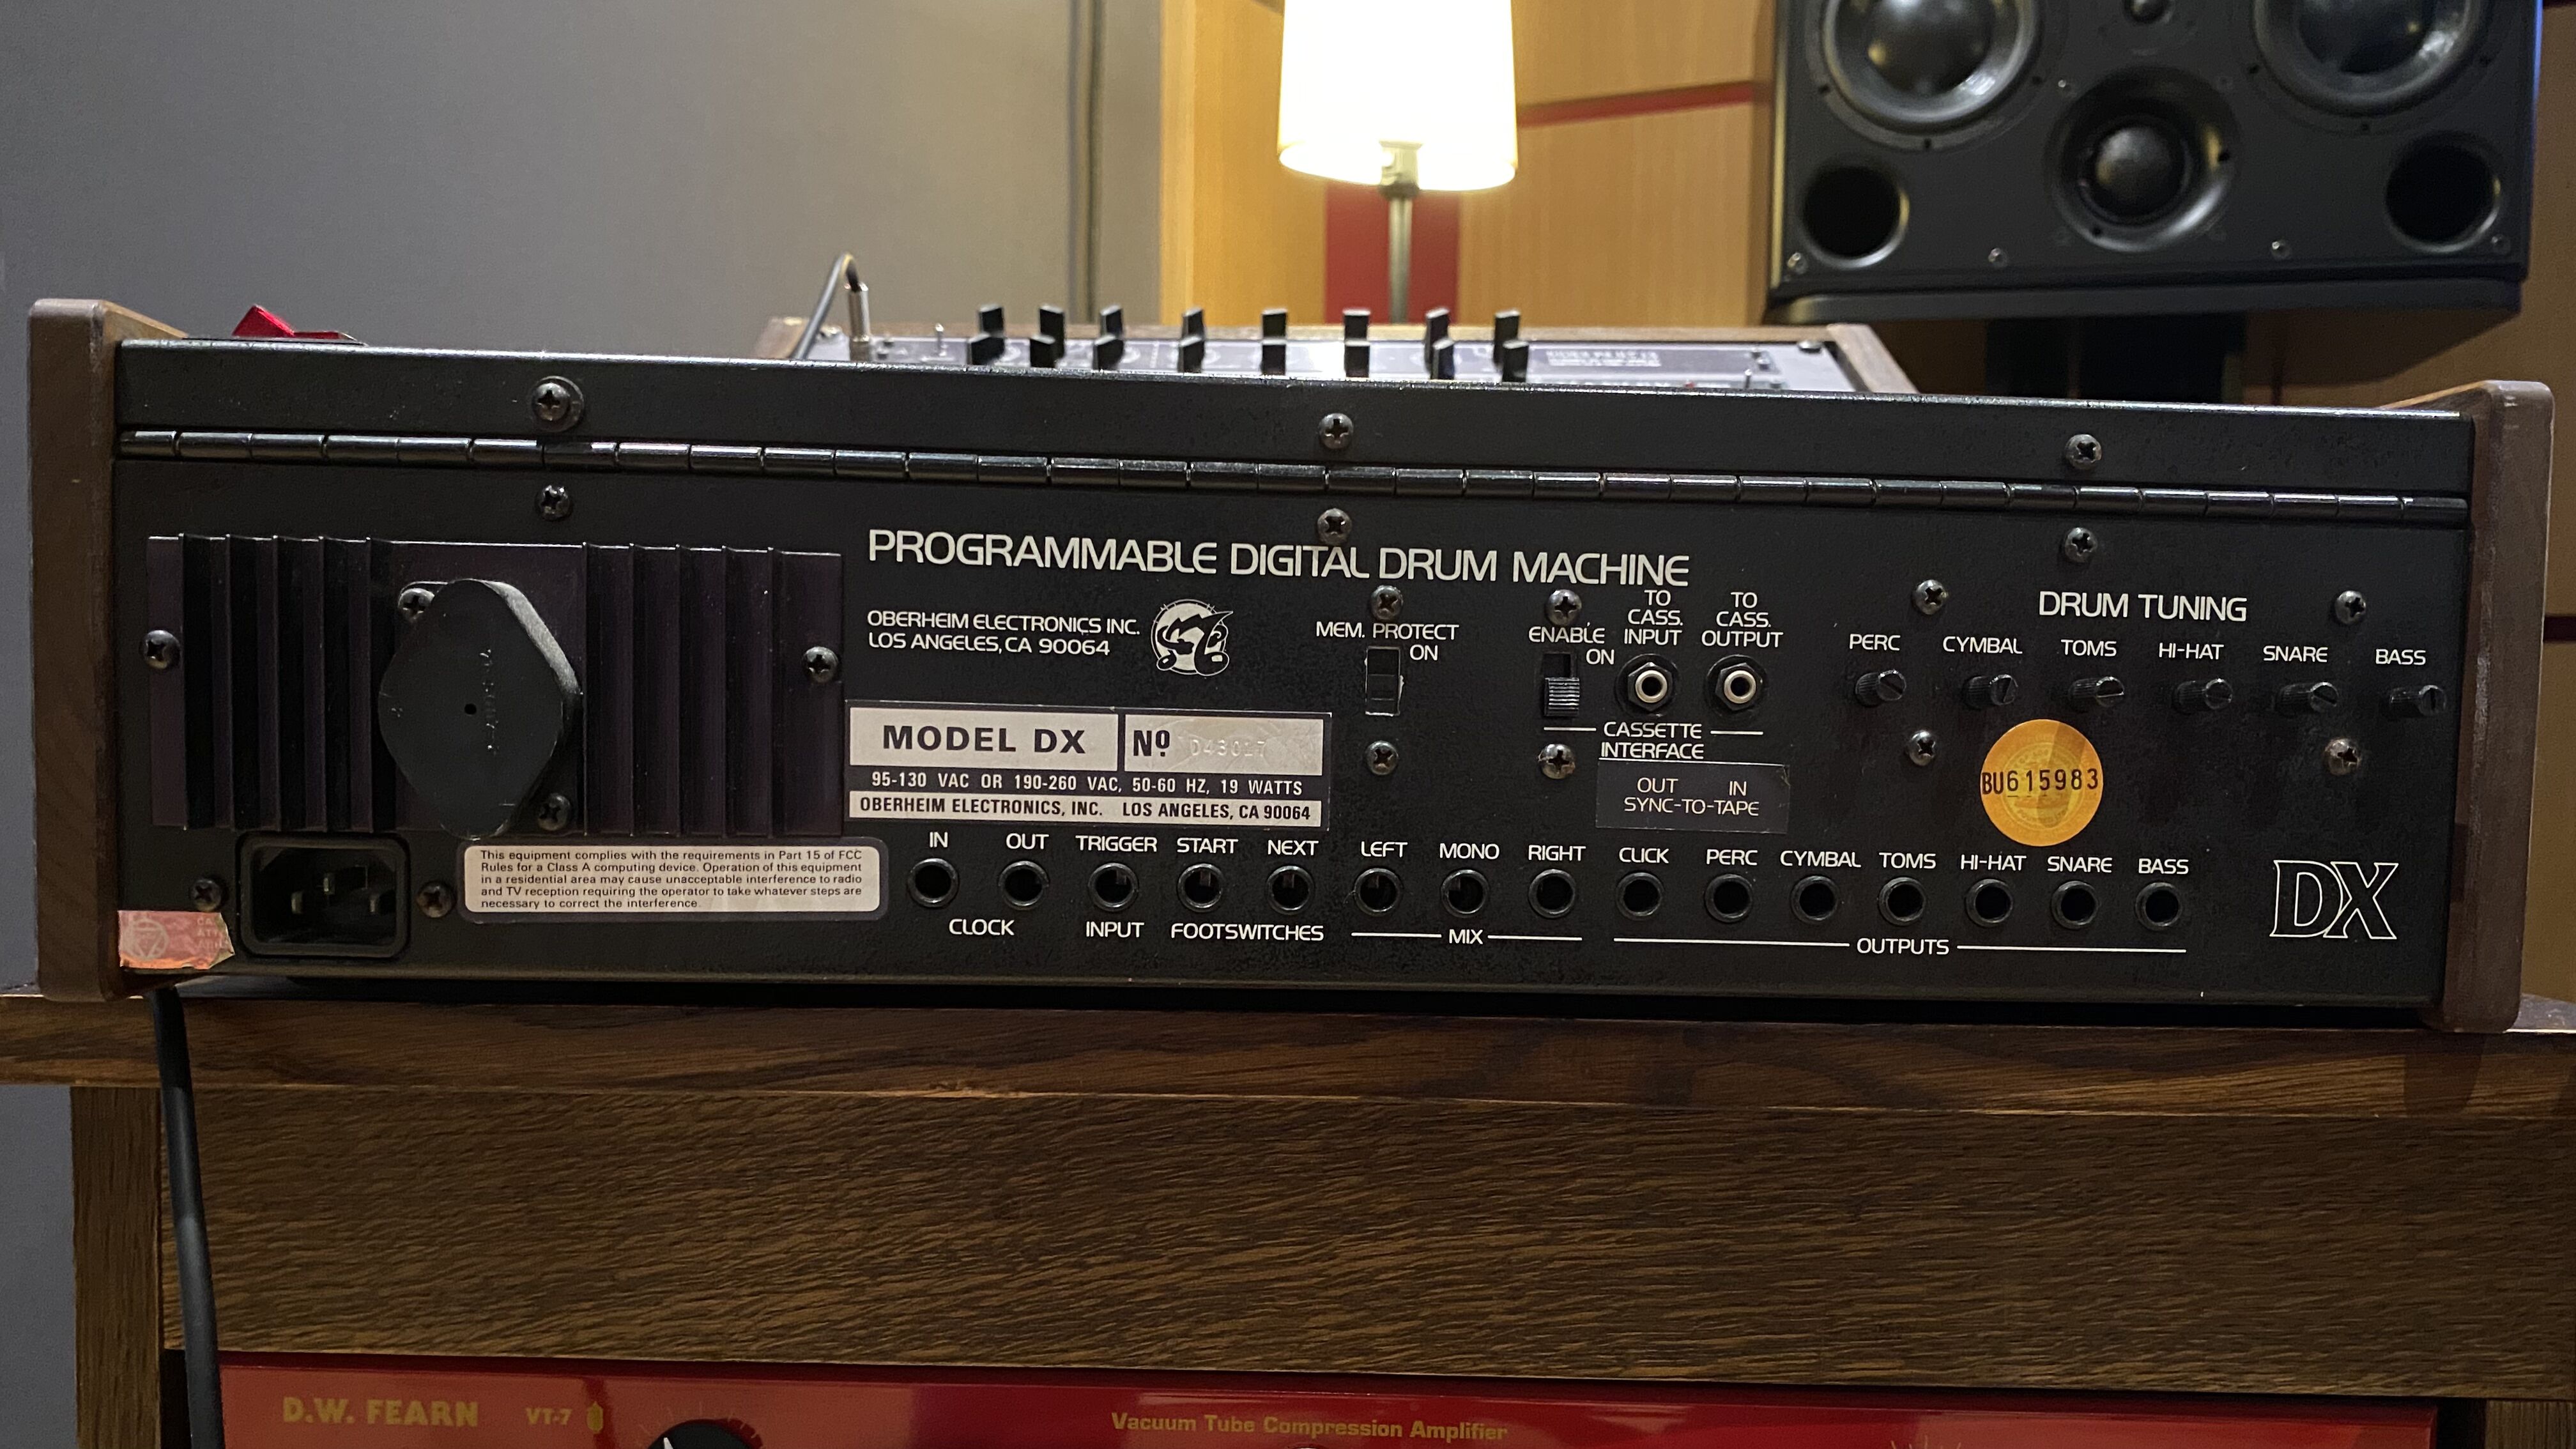 PROGRAMMABLE DIGITAL DRUM MACHINE
OBERHEIM ELECTRONICS INC.
LOS ANGELES, CA 90064
MEM. PROTECT
ON
ENABLE
ON
TO
CASS.
INPUT
TO
CASS.
OUTPUT
CASSETTE
INTERFACE
OUT IN
SYNC-TO-TAPE
DRUM TUNING
PERC CYMBAL TOMS HI-HAT SNARE BASS
BU615983
MODEL DX Nº D43017
95-130 VAC OR 190-260 VAC, 50-60 HZ, 19 WATTS
OBERHEIM ELECTRONICS, INC. LOS ANGELES, CA 90064
This equipment complies with the requirements in Part 15 of FCC
Rules for a Class A computing device. Operation of this equipment
in a residential area may cause unacceptable interference to radio
and TV reception requiring the operator to take whatever steps are
necessary to correct the interference.
IN OUT TRIGGER START NEXT LEFT MONO RIGHT CLICK PERC CYMBAL TOMS HI-HAT SNARE BASS
CLOCK INPUT FOOTSWITCHES MIX OUTPUTS
DX
D.W. FEARN VT-7 Vacuum Tube Compression Amplifier